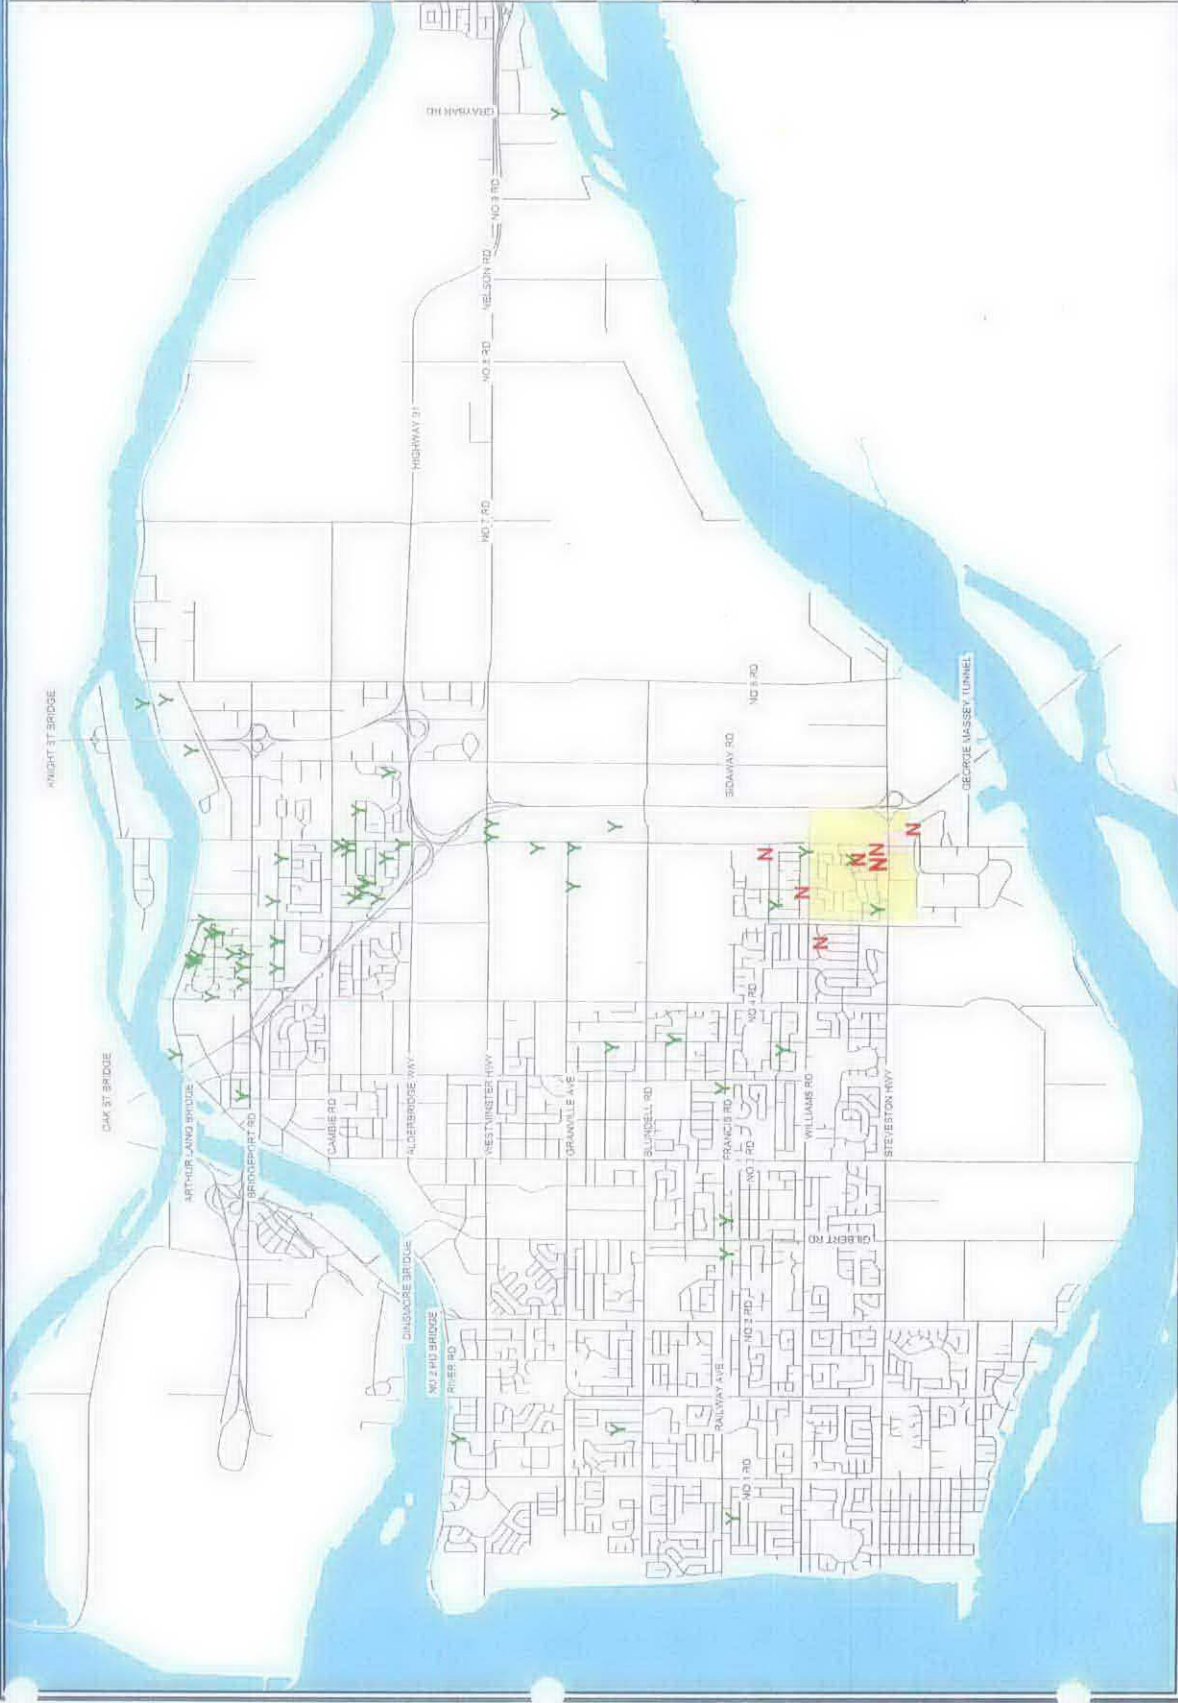 KNIGHT ST BRIDGE
OAK ST BRIDGE
ARTHUR LAING BRIDGE
BRIDGEPORT RD
CAMBIE RD
HIGHWAY 91
ALDERBRIDGE WAY
DINSMORE BRIDGE
NO 2 RD BRIDGE
RIVER RD
GRAYBAR RD
NO 9 RD
NELSON RD
NO 8 RD
NO 7 RD
WESTMINSTER HWY
GRANVILLE AVE
BLUNDELL RD
FRANCIS RD
RAILWAY AVE
SIDAWAY RD
NO 6 RD
NO 4 RD
NO 3 RD
NO 2 RD
NO 1 RD
WILLIAMS RD
GILBERT RD
STEVESTON HWY
GEORGE MASSEY TUNNEL
Y
Y
Y
Y
Y
Y
Y
Y
Y
Y
Y
Y
Y
Y
YY
Y
Y
Y
Y
Y
Y
Y
Y
Y
Y
Y
Y
Y
Y
N
N
N
N
N
N
N